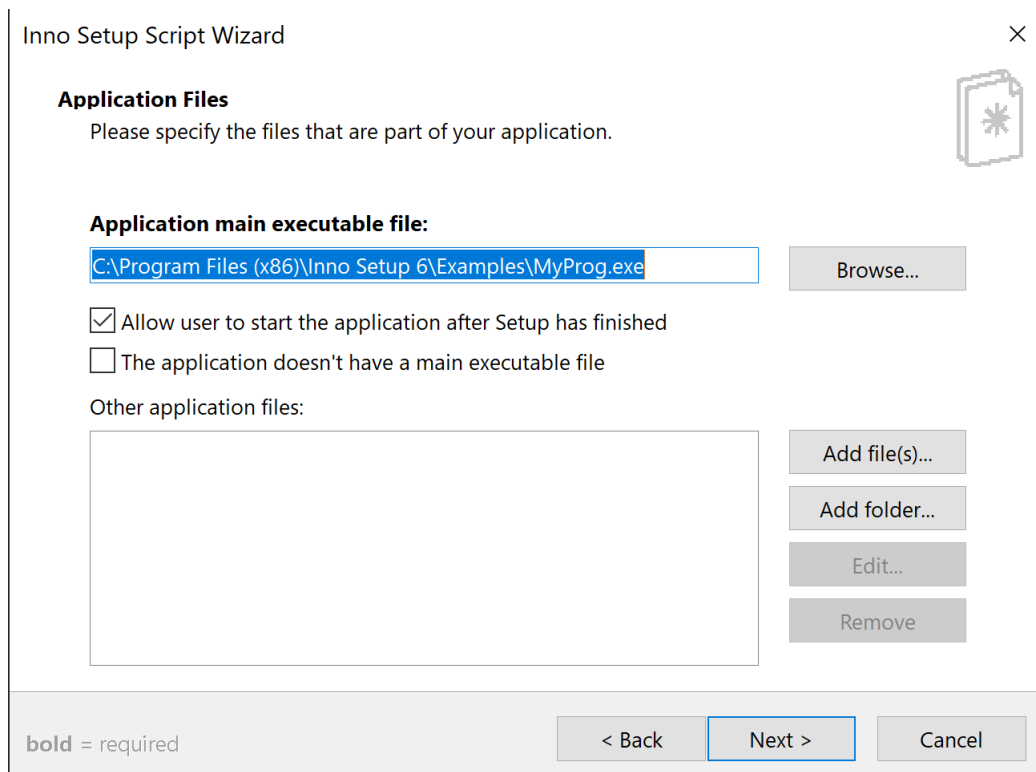 Inno Setup Script Wizard
Application Files
Please specify the files that are part of your application.
Application main executable file:
C:\Program Files (x86)\Inno Setup 6\Examples\MyProg.exe
Browse...
Allow user to start the application after Setup has finished
The application doesn't have a main executable file
Other application files:
Add file(s)...
Add folder...
Edit...
Remove
bold = required
< Back
Next >
Cancel